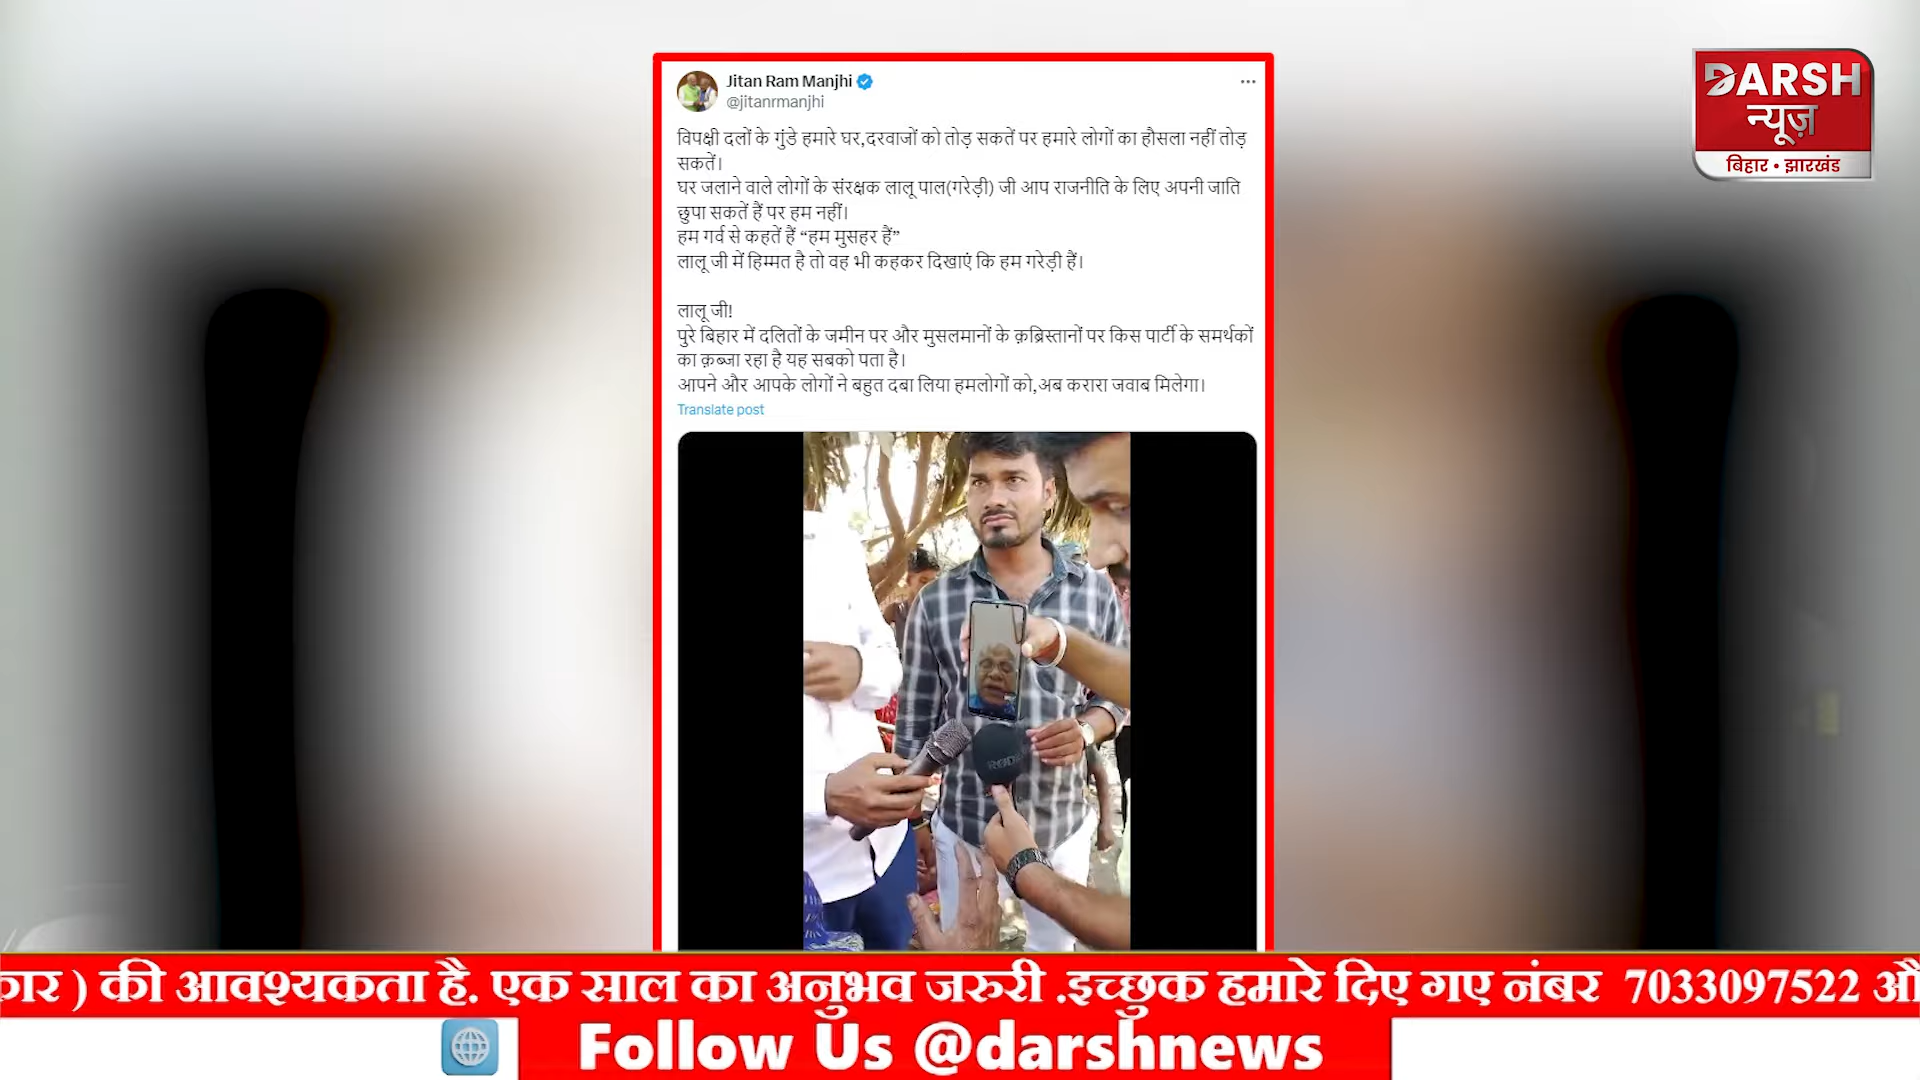 Jitan Ram Manjhi
@jitanrmanjhi
विपक्षी दलों के गुंडे हमारे घर,दरवाजों को तोड़ सकतें पर हमारे लोगों का हौसला नहीं तोड़
सकतें।
घर जलाने वाले लोगों के संरक्षक लालू पाल(गरेड़ी) जी आप राजनीति के लिए अपनी जाति
छुपा सकतें हैं पर हम नहीं।
हम गर्व से कहतें हैं “हम मुसहर हैं”
लालू जी में हिम्मत है तो वह भी कहकर दिखाएं कि हम गरेड़ी हैं।
लालू जी!
पुरे बिहार में दलितों के जमीन पर और मुसलमानों के क़ब्रिस्तानों पर किस पार्टी के समर्थकों
का क़ब्जा रहा है यह सबको पता है।
आपने और आपके लोगों ने बहुत दबा लिया हमलोगों को,अब करारा जवाब मिलेगा।
Translate post
DARSH
न्यूज़
बिहार • झारखंड
कार ) की आवश्यकता है. एक साल का अनुभव जरुरी .इच्छुक हमारे दिए गए नंबर 7033097522 औ
Follow Us @darshnews